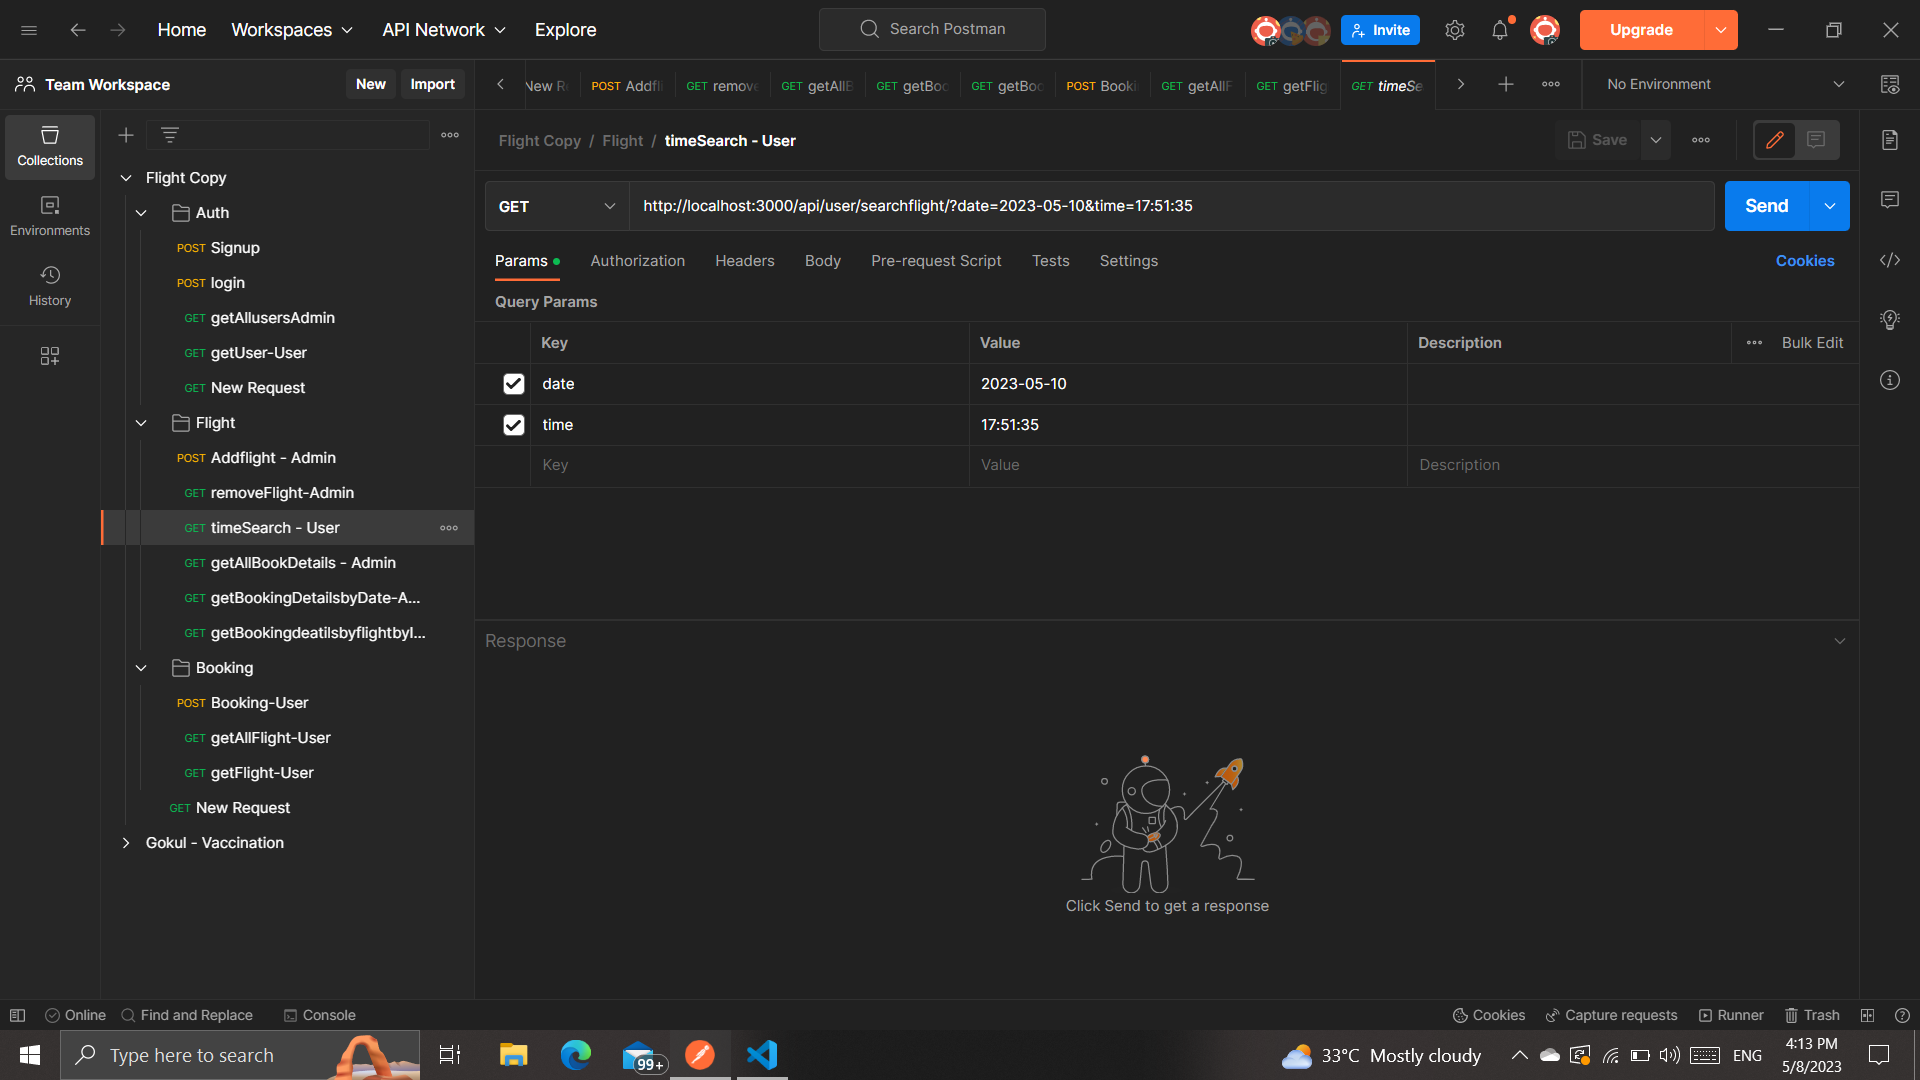 Home
Workspaces
API Network
Explore
Search Postman
Invite
Upgrade
Team Workspace
New
Import
New R
POST Addfli
GET remove
GET getAllB
GET getBoo
GET getBoo
POST Booki
GET getAllF
GET getFlig
GET timeSe
No Environment
Collections
Environments
History
Flight Copy
Auth
POST Signup
POST login
GET getAllusersAdmin
GET getUser-User
GET New Request
Flight
POST Addflight - Admin
GET removeFlight-Admin
GET timeSearch - User
GET getAllBookDetails - Admin
GET getBookingDetailsbyDate-A...
GET getBookingdeatilsbyflightbyI...
Booking
POST Booking-User
GET getAllFlight-User
GET getFlight-User
GET New Request
Gokul - Vaccination
Flight Copy / Flight / timeSearch - User
Save
GET
http://localhost:3000/api/user/searchflight/?date=2023-05-10&time=17:51:35
Send
Params
Authorization
Headers
Body
Pre-request Script
Tests
Settings
Cookies
Query Params
Key
Value
Description
Bulk Edit
date
2023-05-10
time
17:51:35
Key
Value
Description
Response
Click Send to get a response
Online
Find and Replace
Console
Cookies
Capture requests
Runner
Trash
Type here to search
99+
33°C Mostly cloudy
ENG
4:13 PM
5/8/2023